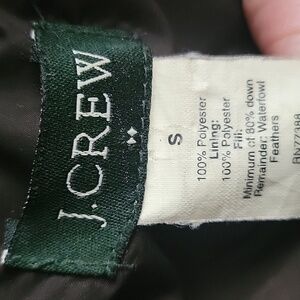 J.CREW
S
100% Polyester
Lining:
100% Polyester
Fill:
Minimum of 80% down
Remainder: Waterfowl
Feathers